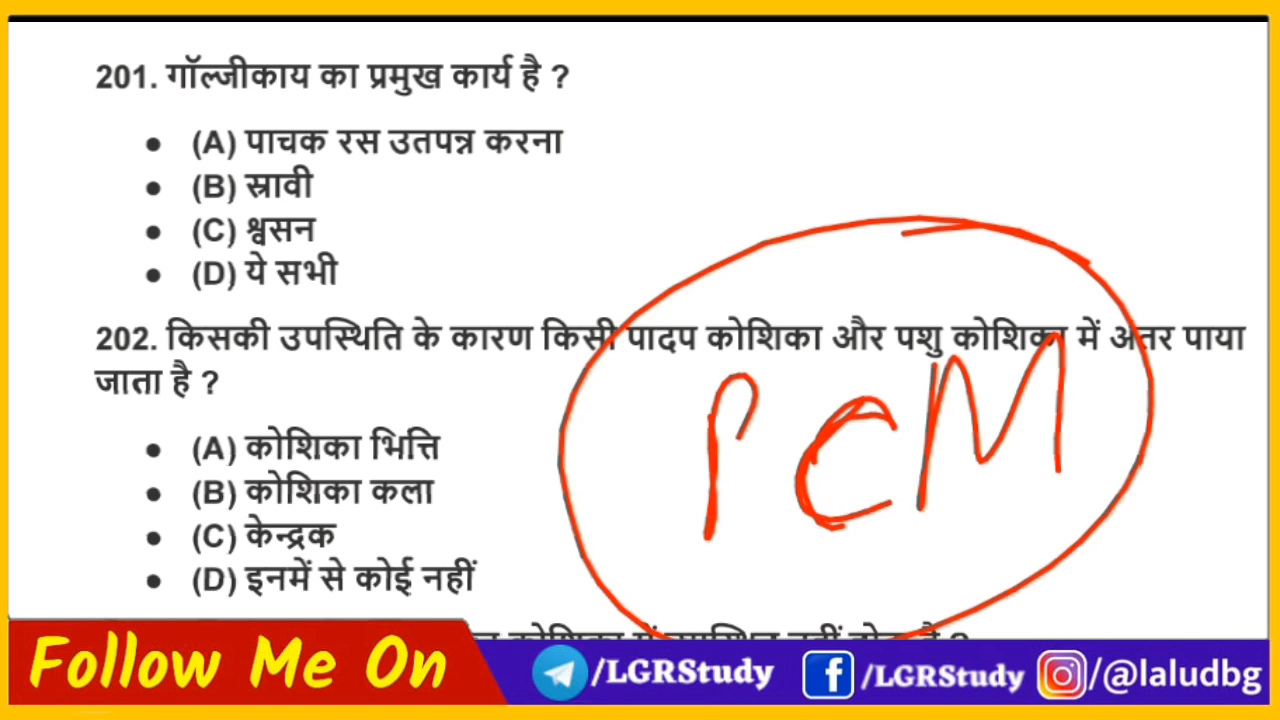 201. गॉल्जीकाय का प्रमुख कार्य है ?
(A) पाचक रस उतपन्न करना
(B) स्रावी
(C) श्वसन
(D) ये सभी
202. किसकी उपस्थिति के कारण किसी पादप कोशिका और पशु कोशिका में अंतर पाया
जाता है ?
(A) कोशिका भित्ति
(B) कोशिका कला
(C) केन्द्रक
(D) इनमें से कोई नहीं
PCM
Follow Me On
/LGRStudy
/LGRStudy
/@laludbg